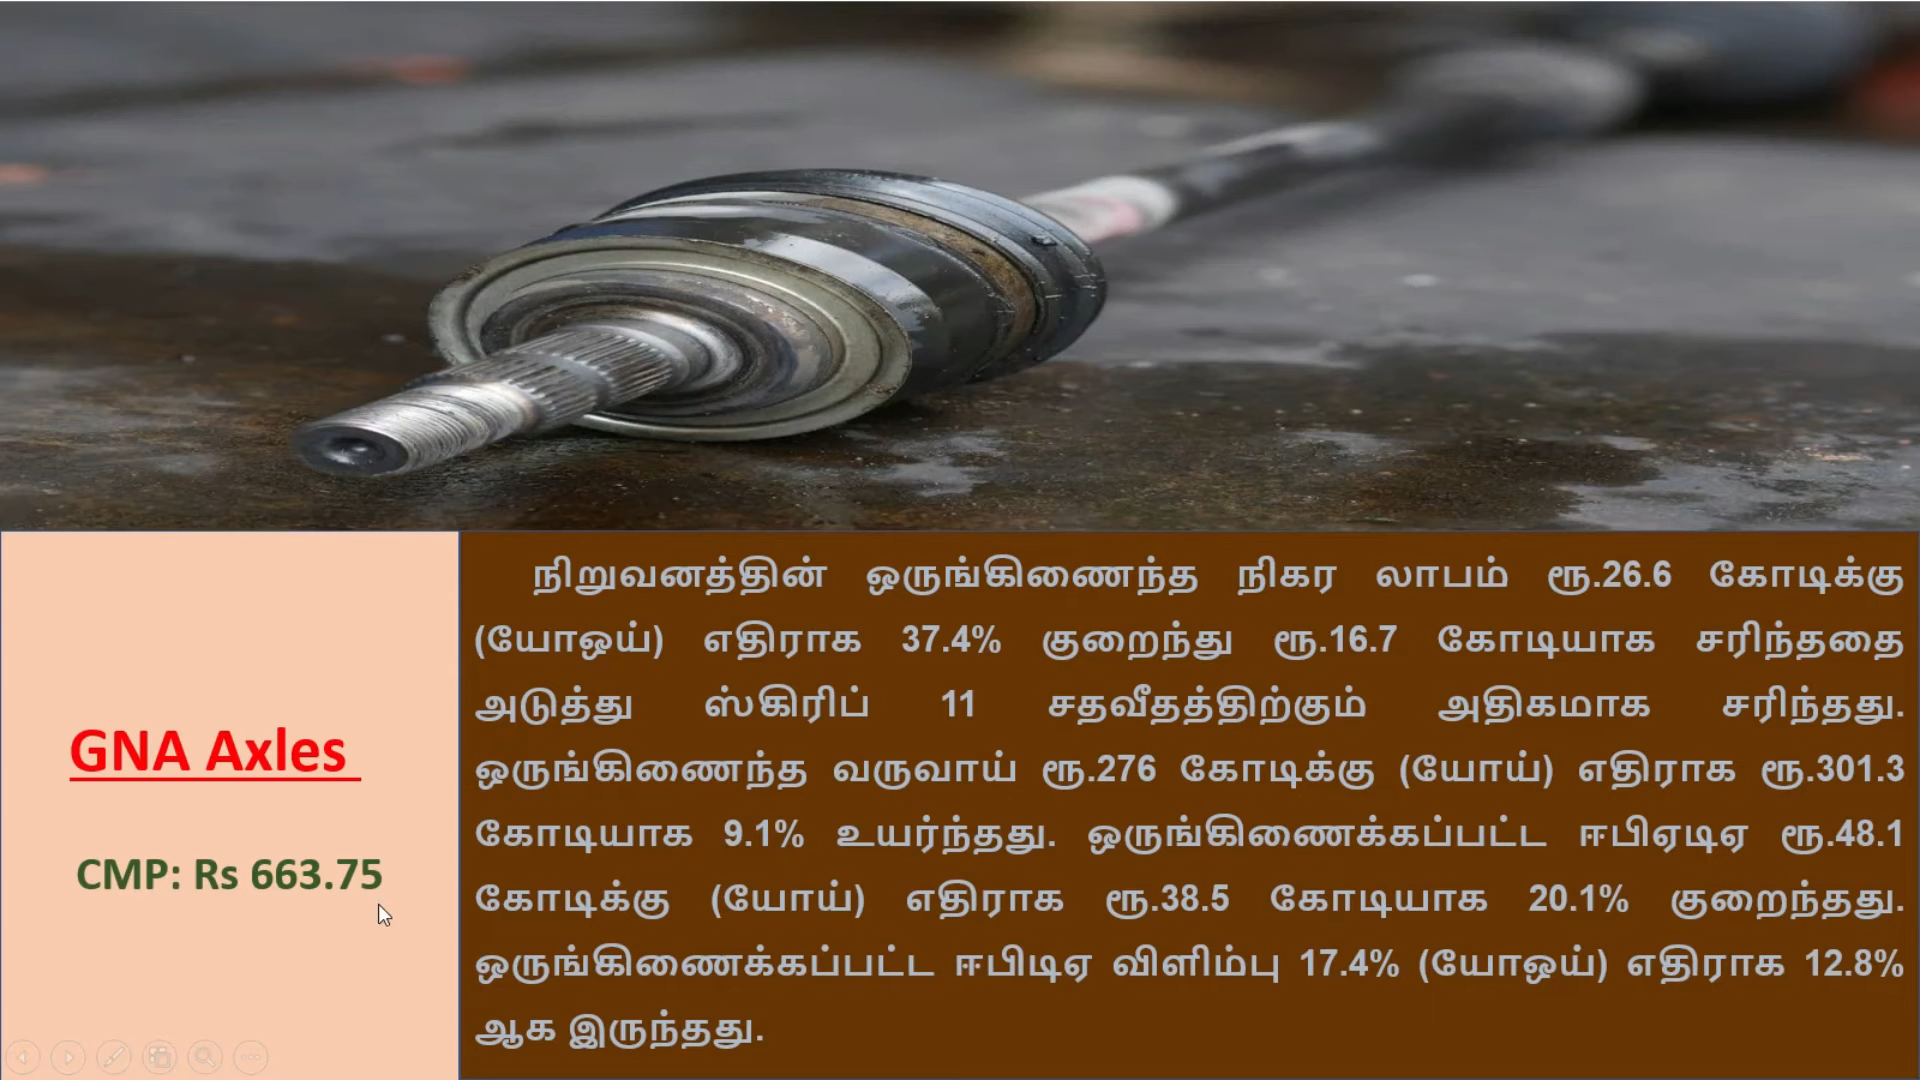 GNA Axles
CMP: Rs 663.75
நிறுவனத்தின் ஒருங்கிணைந்த நிகர லாபம் ரூ.26.6 கோடிக்கு
(யோஒய்) எதிராக 37.4% குறைந்து ரூ.16.7 கோடியாக சரிந்ததை
அடுத்து ஸ்கிரிப் 11 சதவீதத்திற்கும் அதிகமாக சரிந்தது.
ஒருங்கிணைந்த வருவாய் ரூ.276 கோடிக்கு (யோய்) எதிராக ரூ.301.3
கோடியாக 9.1% உயர்ந்தது. ஒருங்கிணைக்கப்பட்ட ஈபிஏடிஏ ரூ.48.1
கோடிக்கு (யோய்) எதிராக ரூ.38.5 கோடியாக 20.1% குறைந்தது.
ஒருங்கிணைக்கப்பட்ட ஈபிடிஏ விளிம்பு 17.4% (யோஒய்) எதிராக 12.8%
ஆக இருந்தது.